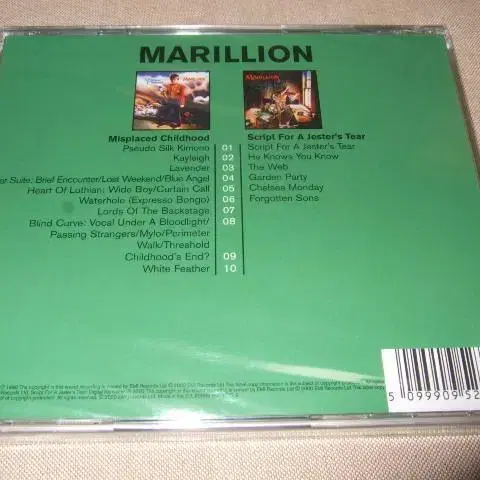 MARILLION
Misplaced Childhood
Pseudo Silk Kimono 01
Kayleigh 02
Lavender 03
er Suite: Brief Encounter/Lost Weekend/Blue Angel 04
Heart Of Lothian: Wide Boy/Curtain Call 05
Waterhole (Expresso Bongo) 06
Lords Of The Backstage 07
Blind Curve: Vocal Under A Bloodlight/ 08
Passing Strangers/Mylo/Perimeter
Walk/Threshold
Childhood's End? 09
White Feather 10
Script For A Jester's Tear
Script For A Jester's Tear
He Knows You Know
The Web
Garden Party
Chelsea Monday
Forgotten Sons
5 099909 52